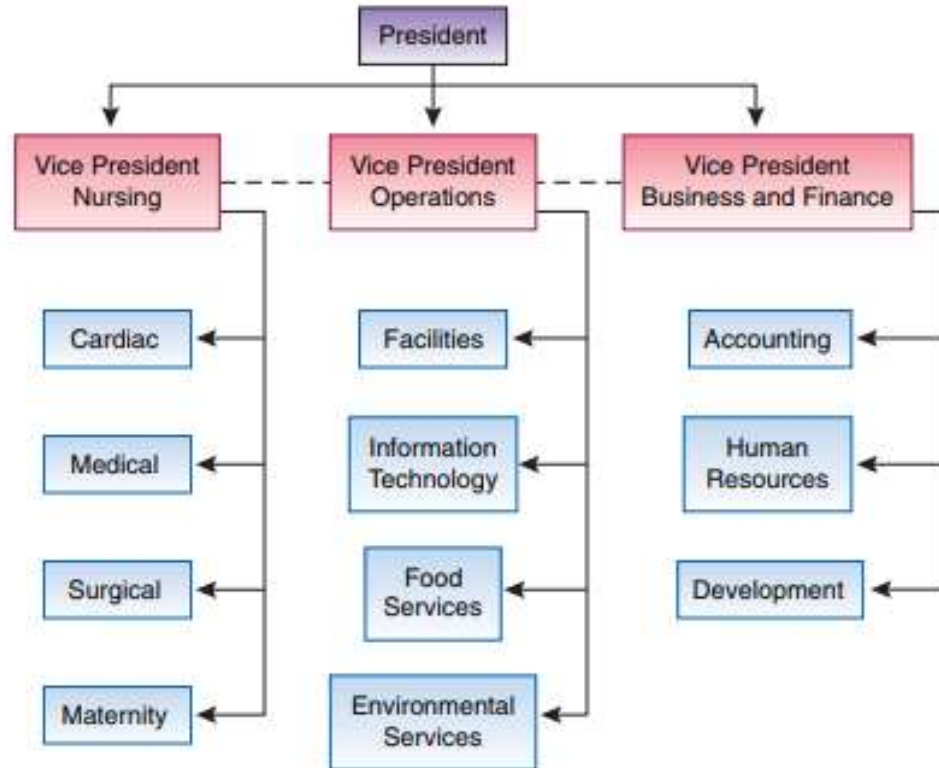 President
Vice President
Nursing
Vice President
Operations
Vice President
Business and Finance
Cardiac
Facilities
Accounting
Medical
Information
Technology
Human
Resources
Surgical
Food
Services
Development
Maternity
Environmental
Services